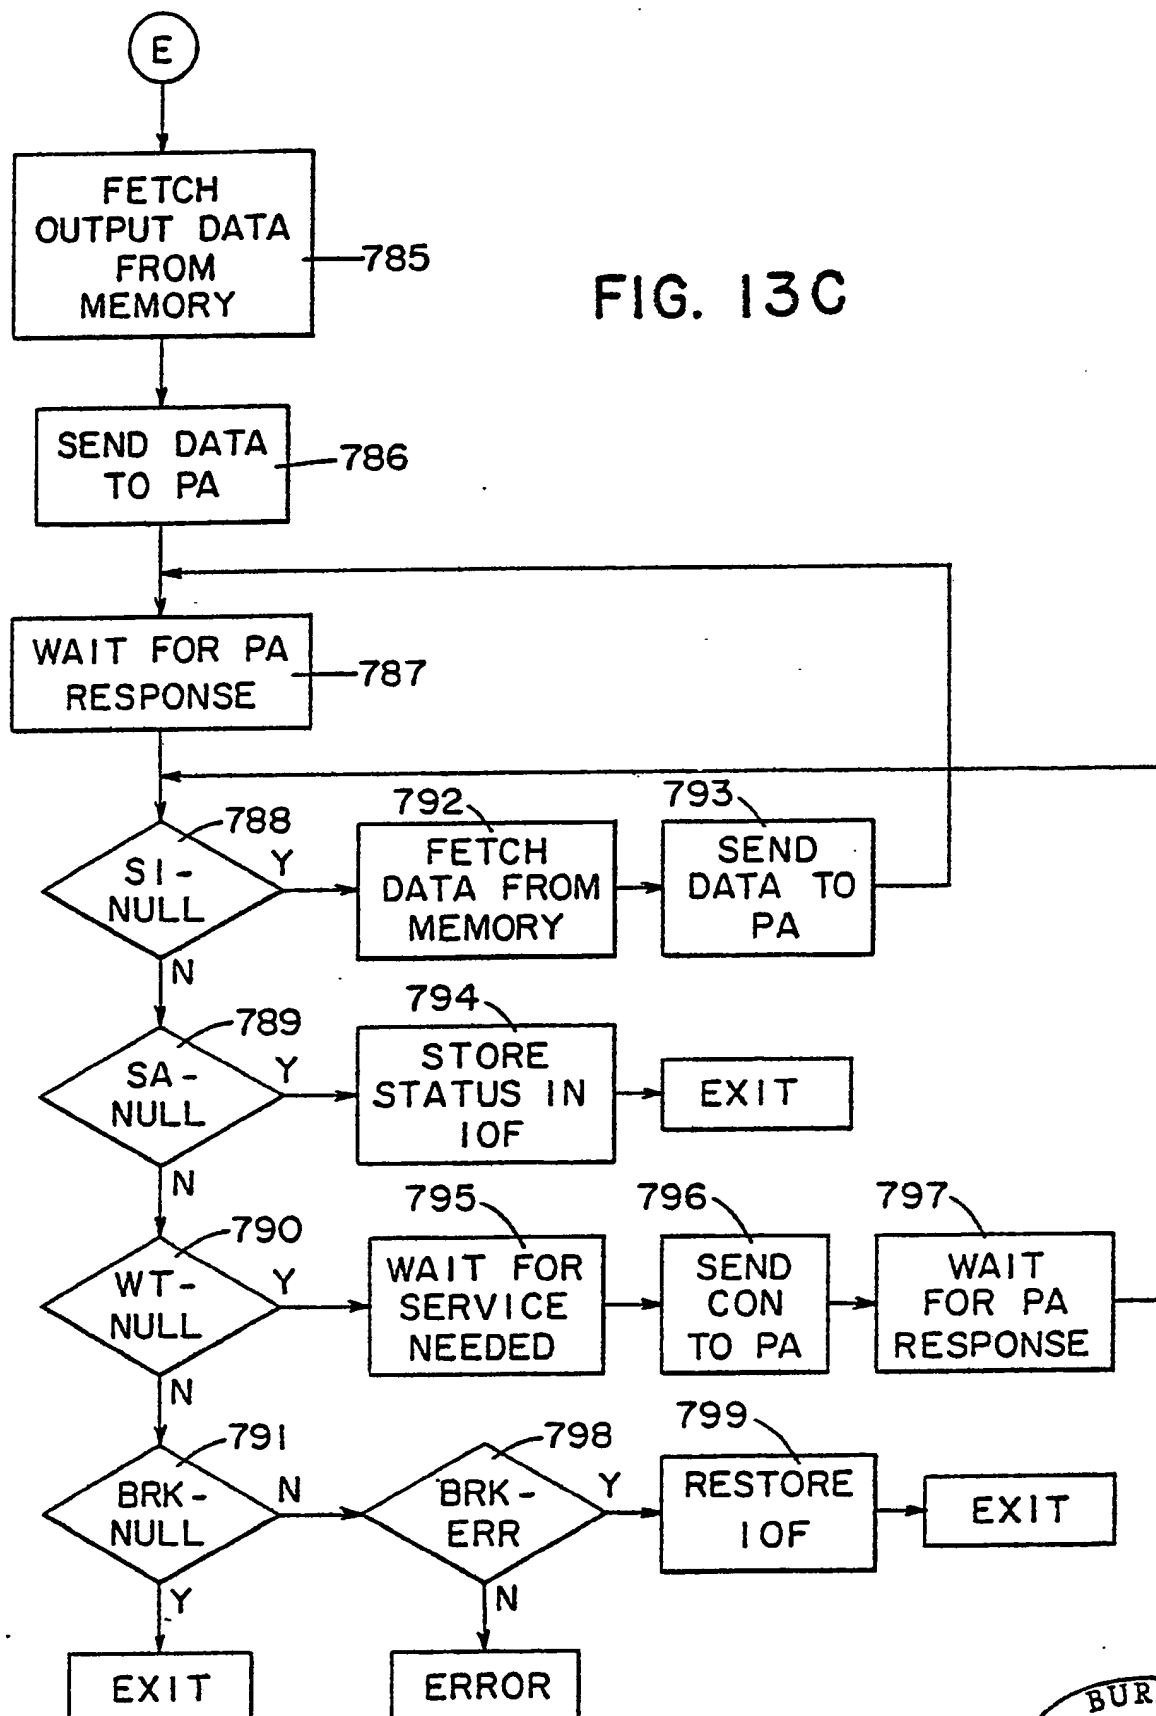 E
FETCH
OUTPUT DATA
FROM
MEMORY
785
FIG. 13C
SEND DATA
TO PA
786
WAIT FOR PA
RESPONSE
787
788
SI-
NULL
Y
N
792
FETCH
DATA FROM
MEMORY
793
SEND
DATA TO
PA
789
SA-
NULL
Y
N
794
STORE
STATUS IN
IOF
EXIT
790
WT-
NULL
Y
N
795
WAIT FOR
SERVICE
NEEDED
796
SEND
CON
TO PA
797
WAIT
FOR PA
RESPONSE
791
BRK-
NULL
N
Y
798
BRK-
ERR
Y
N
799
RESTORE
IOF
EXIT
EXIT
ERROR
BUR